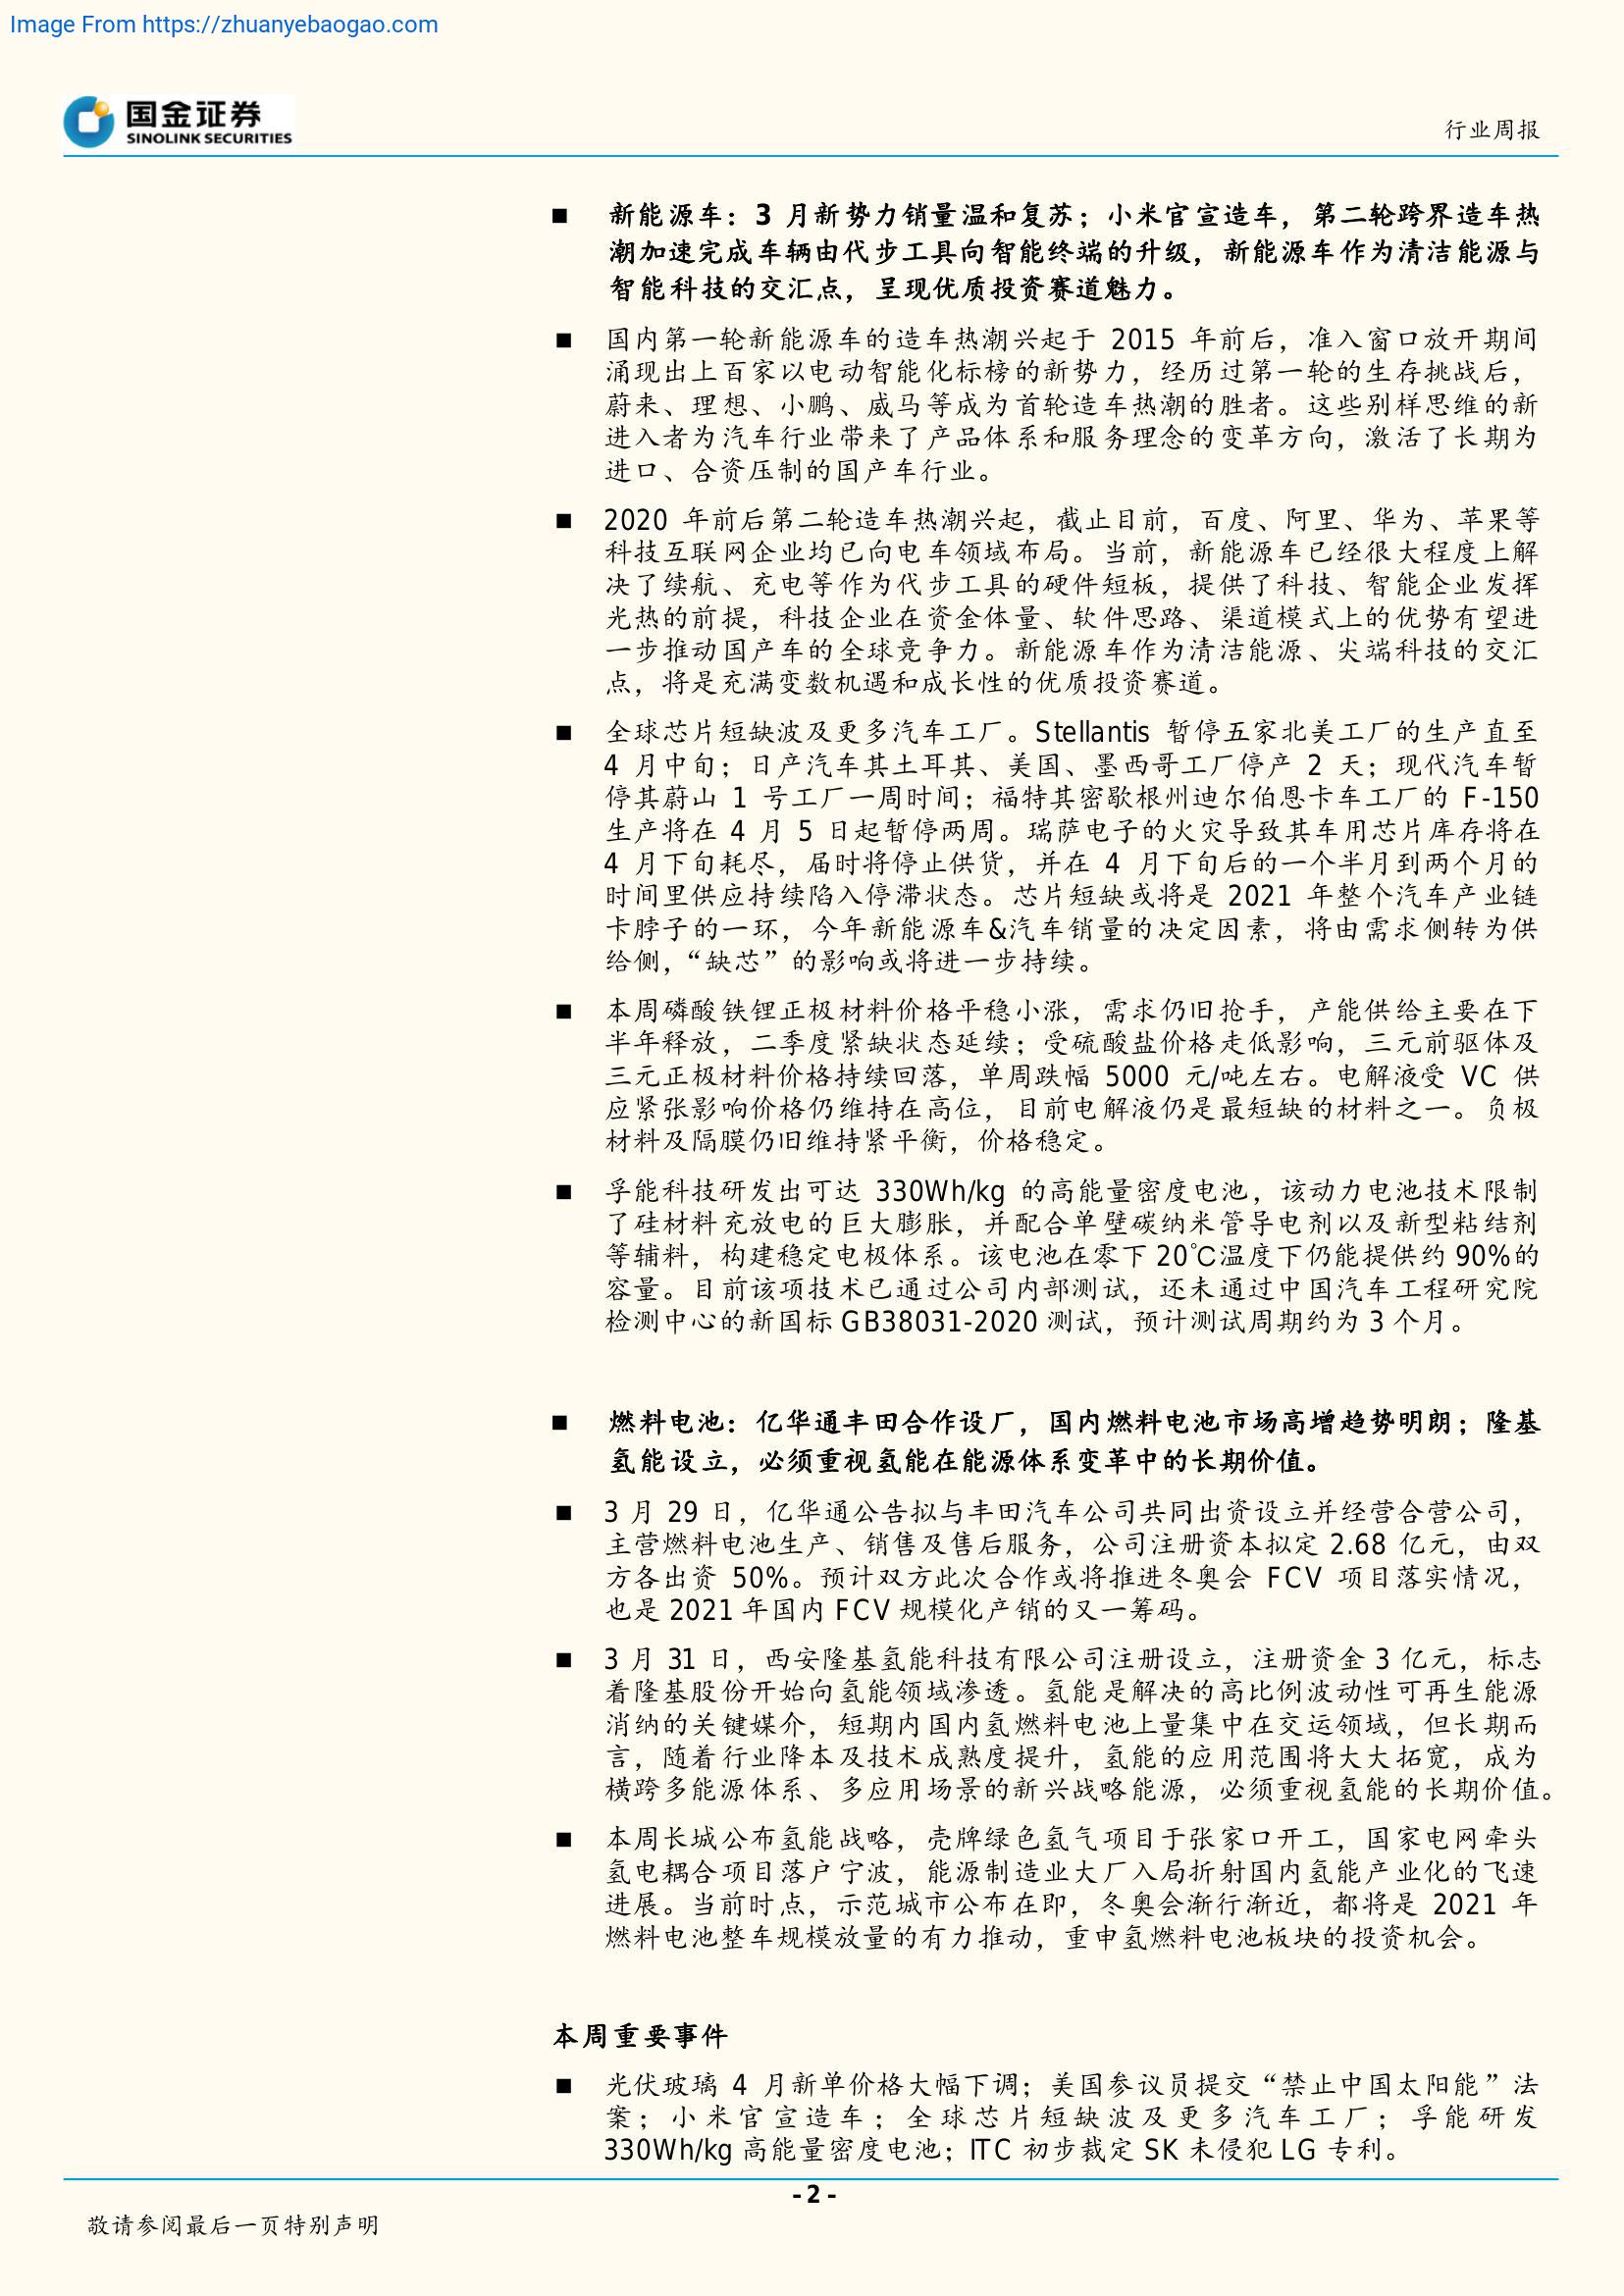 Image From https://zhuanyebaogao.com
国金证券
SINOLINK SECURITIES
行业周报
■ 新能源车：3 月新势力销量温和复苏；小米官宣造车，第二轮跨界造车热
潮加速完成车辆由代步工具向智能终端的升级，新能源车作为清洁能源与
智能科技的交汇点，呈现优质投资赛道魅力。
■ 国内第一轮新能源车的造车热潮兴起于 2015 年前后，准入窗口放开期间
涌现出上百家以电动智能化标榜的新势力，经历过第一轮的生存挑战后，
蔚来、理想、小鹏、威马等成为首轮造车热潮的胜者。这些别样思维的新
进入者为汽车行业带来了产品体系和服务理念的变革方向，激活了长期为
进口、合资压制的国产车行业。
■ 2020 年前后第二轮造车热潮兴起，截止目前，百度、阿里、华为、苹果等
科技互联网企业均已向电车领域布局。当前，新能源车已经很大程度上解
决了续航、充电等作为代步工具的硬件短板，提供了科技、智能企业发挥
光热的前提，科技企业在资金体量、软件思路、渠道模式上的优势有望进
一步推动国产车的全球竞争力。新能源车作为清洁能源、尖端科技的交汇
点，将是充满变数机遇和成长性的优质投资赛道。
■ 全球芯片短缺波及更多汽车工厂。Stellantis 暂停五家北美工厂的生产直至
4 月中旬；日产汽车其土耳其、美国、墨西哥工厂停产 2 天；现代汽车暂
停其蔚山 1 号工厂一周时间；福特其密歇根州迪尔伯恩卡车工厂的 F-150
生产将在 4 月 5 日起暂停两周。瑞萨电子的火灾导致其车用芯片库存将在
4 月下旬耗尽，届时将停止供货，并在 4 月下旬后的一个半月到两个月的
时间里供应持续陷入停滞状态。芯片短缺或将是 2021 年整个汽车产业链
卡脖子的一环，今年新能源车&汽车销量的决定因素，将由需求侧转为供
给侧，“缺芯”的影响或将进一步持续。
■ 本周磷酸铁锂正极材料价格平稳小涨，需求仍旧抢手，产能供给主要在下
半年释放，二季度紧缺状态延续；受硫酸盐价格走低影响，三元前驱体及
三元正极材料价格持续回落，单周跌幅 5000 元/吨左右。电解液受 VC 供
应紧张影响价格仍维持在高位，目前电解液仍是最短缺的材料之一。负极
材料及隔膜仍旧维持紧平衡，价格稳定。
■ 孚能科技研发出可达 330Wh/kg 的高能量密度电池，该动力电池技术限制
了硅材料充放电的巨大膨胀，并配合单壁碳纳米管导电剂以及新型粘结剂
等辅料，构建稳定电极体系。该电池在零下 20℃温度下仍能提供约 90%的
容量。目前该项技术已通过公司内部测试，还未通过中国汽车工程研究院
检测中心的新国标 GB38031-2020 测试，预计测试周期约为 3 个月。
■ 燃料电池：亿华通丰田合作设厂，国内燃料电池市场高增趋势明朗；隆基
氢能设立，必须重视氢能在能源体系变革中的长期价值。
■ 3 月 29 日，亿华通公告拟与丰田汽车公司共同出资设立并经营合营公司，
主营燃料电池生产、销售及售后服务，公司注册资本拟定 2.68 亿元，由双
方各出资 50%。预计双方此次合作或将推进冬奥会 FCV 项目落实情况，
也是 2021 年国内 FCV 规模化产销的又一筹码。
■ 3 月 31 日，西安隆基氢能科技有限公司注册设立，注册资金 3 亿元，标志
着隆基股份开始向氢能领域渗透。氢能是解决的高比例波动性可再生能源
消纳的关键媒介，短期内国内氢燃料电池上量集中在交运领域，但长期而
言，随着行业降本及技术成熟度提升，氢能的应用范围将大大拓宽，成为
横跨多能源体系、多应用场景的新兴战略能源，必须重视氢能的长期价值。
■ 本周长城公布氢能战略，壳牌绿色氢气项目于张家口开工，国家电网牵头
氢电耦合项目落户宁波，能源制造业大厂入局折射国内氢能产业化的飞速
进展。当前时点，示范城市公布在即，冬奥会渐行渐近，都将是 2021 年
燃料电池整车规模放量的有力推动，重申氢燃料电池板块的投资机会。
本周重要事件
■ 光伏玻璃 4 月新单价格大幅下调；美国参议员提交“禁止中国太阳能”法
案；小米官宣造车；全球芯片短缺波及更多汽车工厂；孚能研发
330Wh/kg 高能量密度电池；ITC 初步裁定 SK 未侵犯 LG 专利。
- 2 -
敬请参阅最后一页特别声明